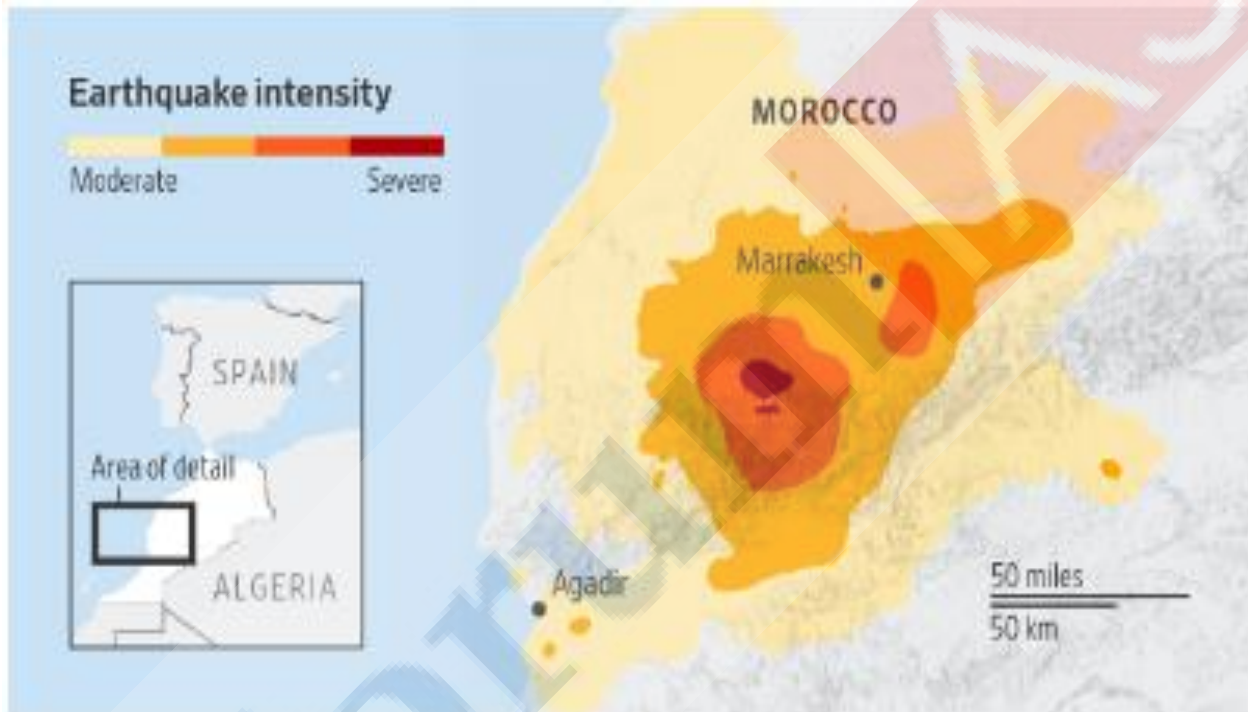 Earthquake intensity
Moderate
Severe
MOROCCO
Marrakesh
SPAIN
Area of detail
ALGERIA
Agadir
50 miles
50 km